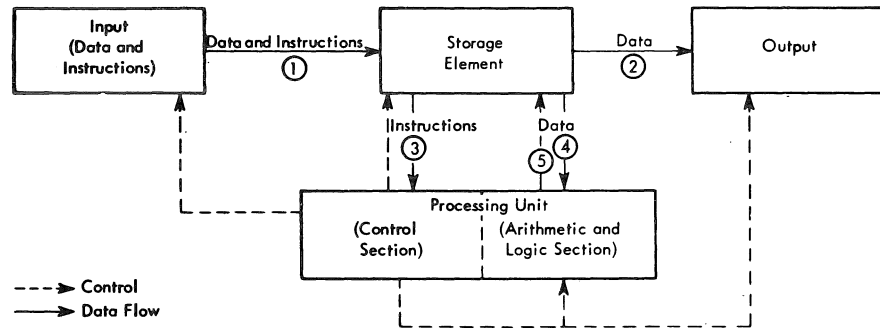 Input
(Data and
Instructions)
Data and Instructions
1
Storage
Element
Data
2
Output
Instructions
3
Data
4
5
Processing Unit
(Control
Section)
(Arithmetic and
Logic Section)
Control
Data Flow